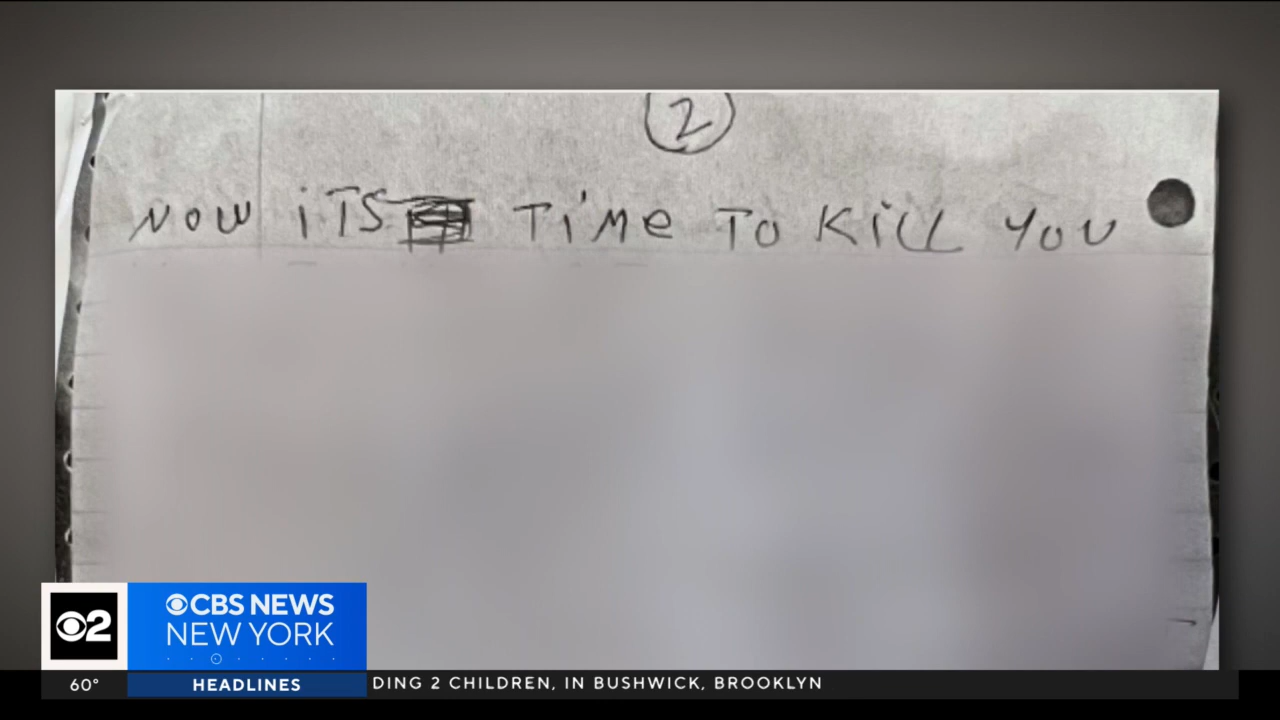 2
NOW iTS TiME TO KiLL YOU
2
CBS NEWS
NEW YORK
60°
HEADLINES
DING 2 CHILDREN, IN BUSHWICK, BROOKLYN